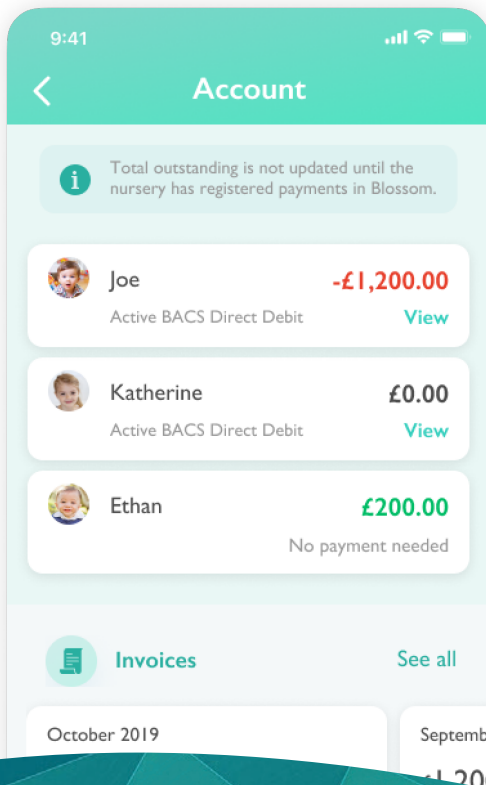 9:41
Account
Total outstanding is not updated until the
nursery has registered payments in Blossom.
Joe
-£1,200.00
Active BACS Direct Debit
View
Katherine
£0.00
Active BACS Direct Debit
View
Ethan
£200.00
No payment needed
Invoices
See all
October 2019